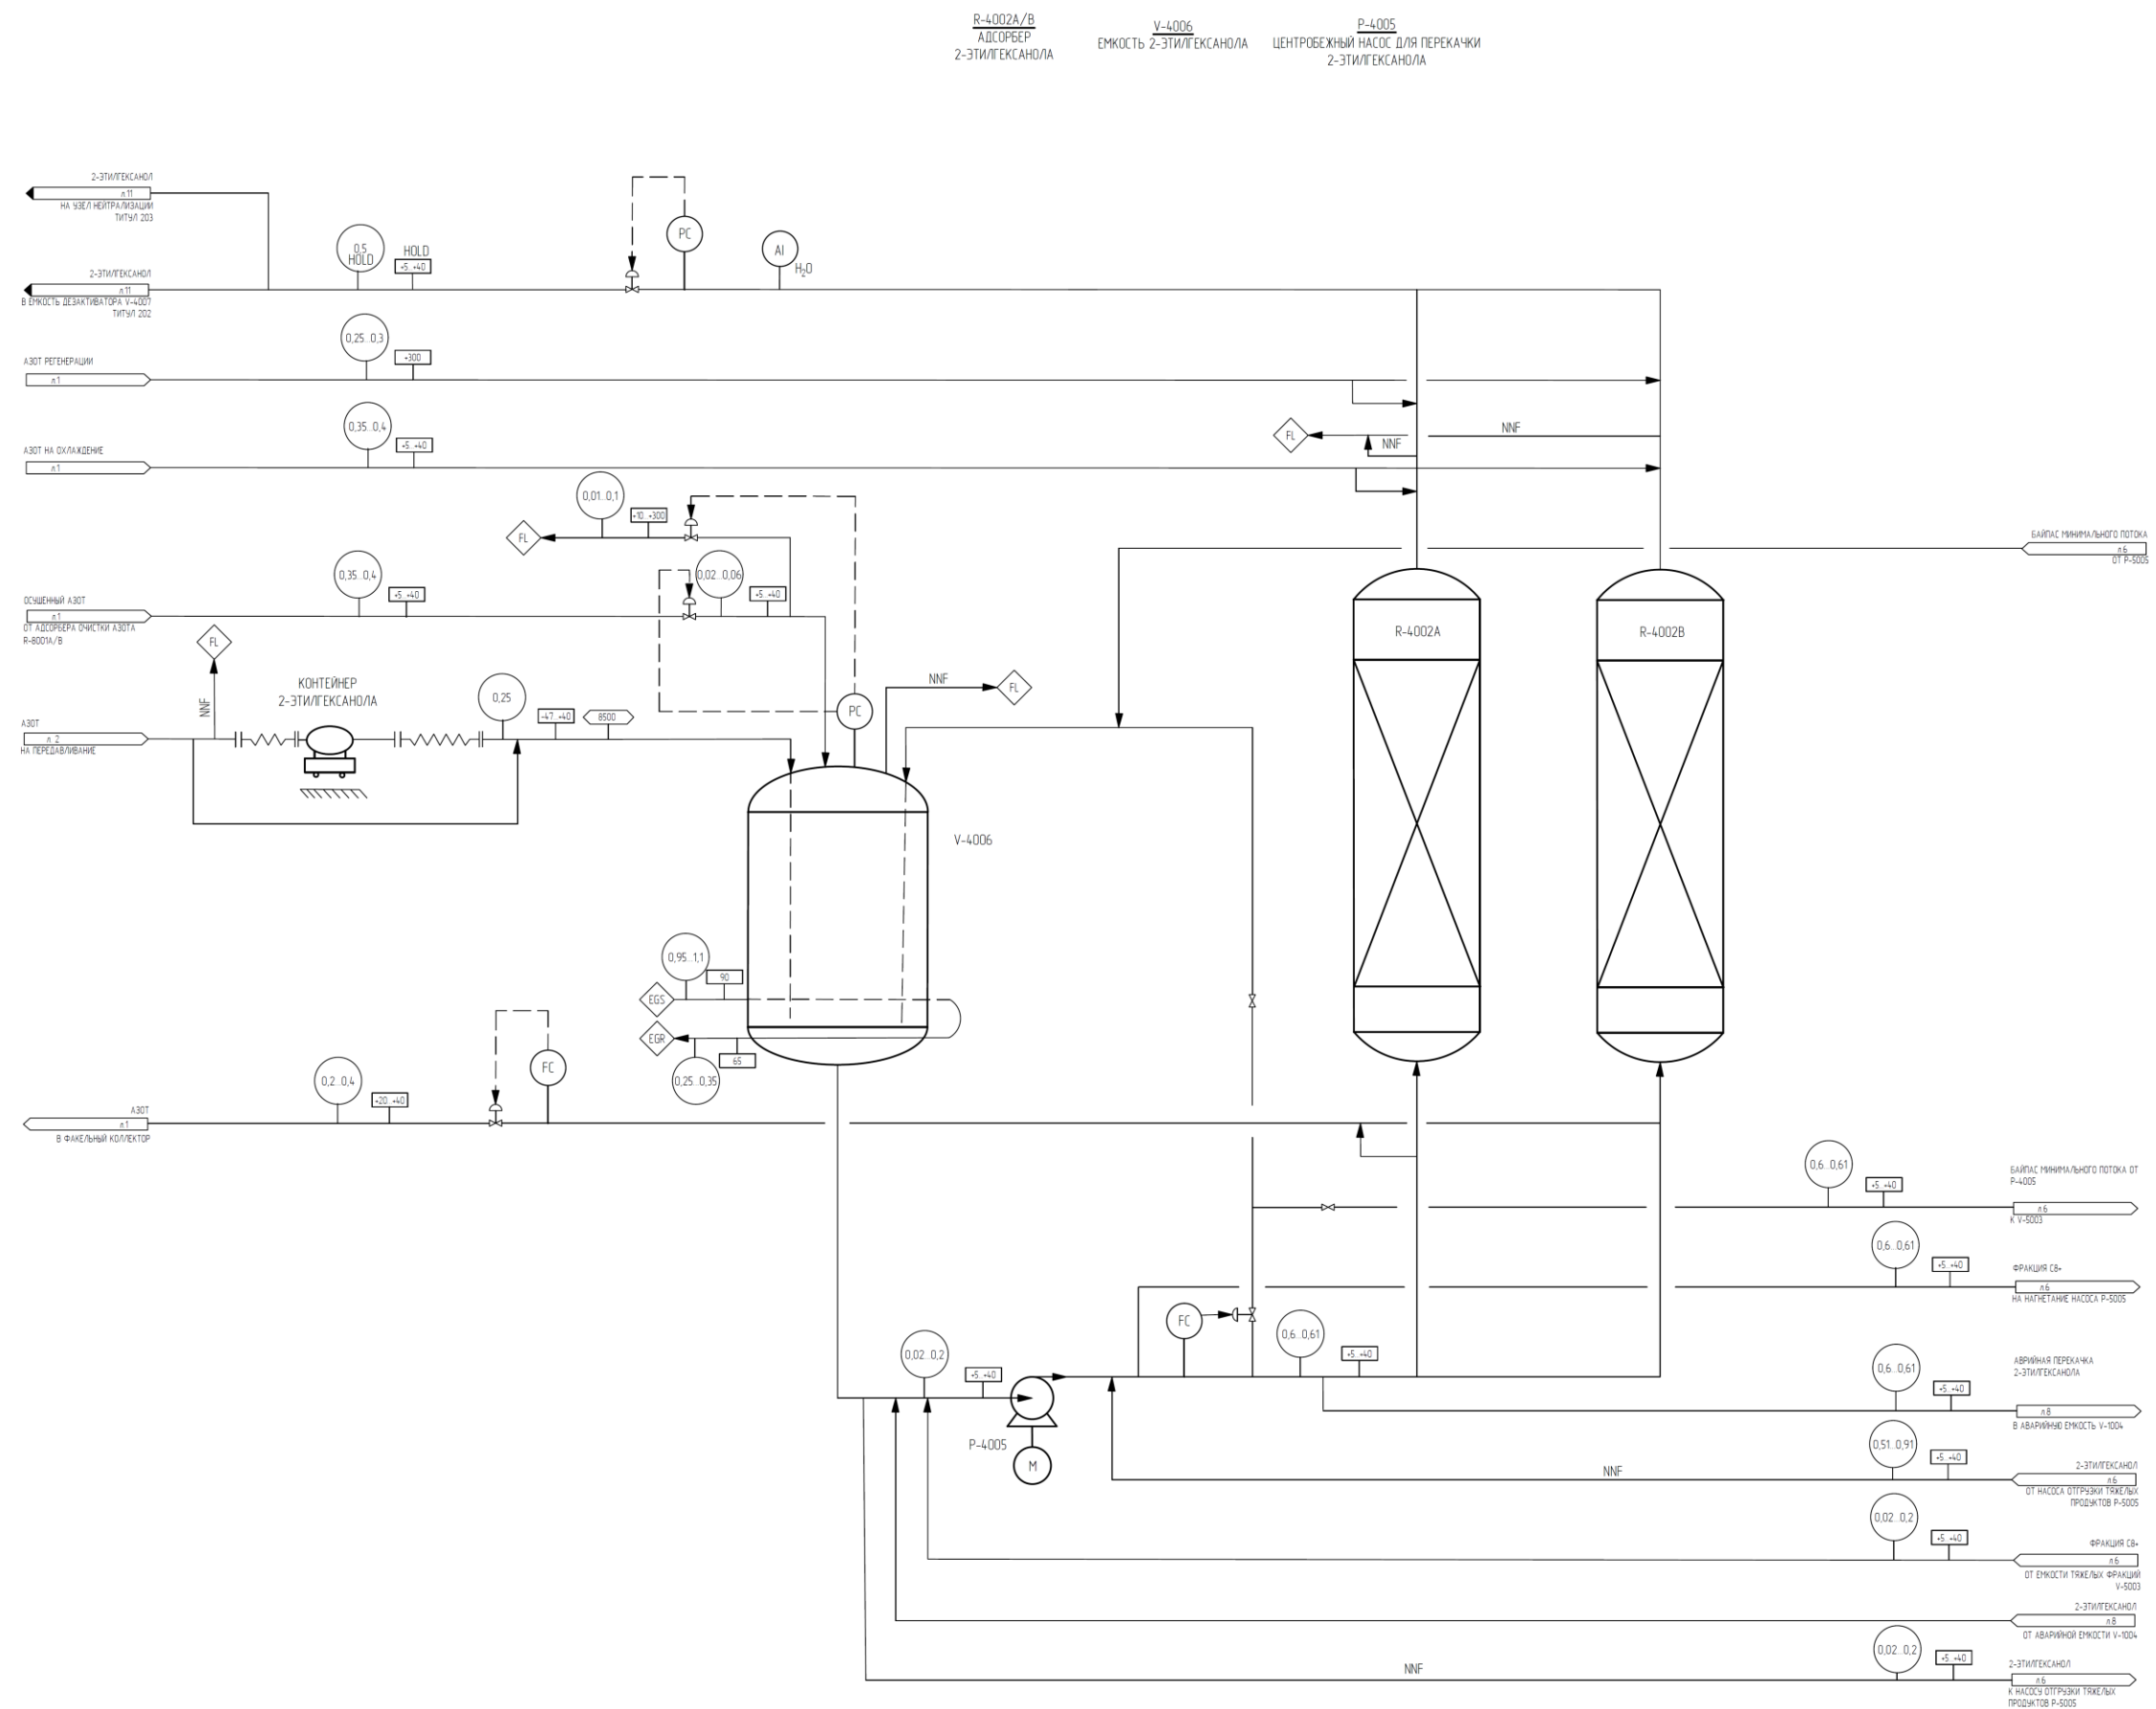 R-4002A/B
АДСОРБЕР
2-ЭТИЛГЕКСАНОЛА
V-4006
ЕМКОСТЬ 2-ЭТИЛГЕКСАНОЛА
P-4005
ЦЕНТРОБЕЖНЫЙ НАСОС ДЛЯ ПЕРЕКАЧКИ
2-ЭТИЛГЕКСАНОЛА
2-ЭТИЛГЕКСАНОЛ
л.11
НА УЗЕЛ НЕЙТРАЛИЗАЦИИ
ТИТУЛ 203
PC
AI
H2O
0,5
HOLD
HOLD
+5...+40
2-ЭТИЛГЕКСАНОЛ
л.11
В ЕМКОСТЬ ДЕЗАКТИВАТОРА V-4007
ТИТУЛ 202
0,25...0,3
+300
АЗОТ РЕГЕНЕРАЦИИ
л.1
0,35...0,4
+5...+40
АЗОТ НА ОХЛАЖДЕНИЕ
л.1
FL
NNF
NNF
0,01...0,1
+10...+300
FL
БАЙПАС МИНИМАЛЬНОГО ПОТОКА
л.6
ОТ P-5005
0,35...0,4
+5...+40
0,02...0,06
+5...+40
ОСУШЕННЫЙ АЗОТ
л.1
ОТ АДСОРБЕРА ОЧИСТКИ АЗОТА
R-8001A/B
FL
NNF
R-4002A
R-4002B
КОНТЕЙНЕР
2-ЭТИЛГЕКСАНОЛА
0,25
-47...+40
8500
PC
NNF
FL
АЗОТ
л. 2
НА ПЕРЕДАВЛИВАНИЕ
V-4006
0,95...1,1
90
EGS
EGR
65
0,25...0,35
FC
0,2...0,4
+20...+40
АЗОТ
л.1
В ФАКЕЛЬНЫЙ КОЛЛЕКТОР
0,6...0,61
+5...+40
БАЙПАС МИНИМАЛЬНОГО ПОТОКА ОТ
P-4005
л.6
К V-5003
0,6...0,61
+5...+40
ФРАКЦИЯ С8+
л.6
НА НАГНЕТАНИЕ НАСОСА P-5005
FC
0,6...0,61
+5...+40
0,02...0,2
+5...+40
P-4005
M
0,6...0,61
+5...+40
АВРИЙНАЯ ПЕРЕКАЧКА
2-ЭТИЛГЕКСАНОЛА
л.8
В АВАРИЙНУЮ ЕМКОСТЬ V-1004
0,51...0,91
+5...+40
NNF
2-ЭТИЛГЕКСАНОЛ
л.6
ОТ НАСОСА ОТГРУЗКИ ТЯЖЕЛЫХ
ПРОДУКТОВ P-5005
0,02...0,2
+5...+40
ФРАКЦИЯ С8+
л.6
ОТ ЕМКОСТИ ТЯЖЕЛЫХ ФРАКЦИЙ
V-5003
2-ЭТИЛГЕКСАНОЛ
л.8
ОТ АВАРИЙНОЙ ЕМКОСТИ V-1004
0,02...0,2
+5...+40
NNF
2-ЭТИЛГЕКСАНОЛ
л.6
К НАСОСУ ОТГРУЗКИ ТЯЖЕЛЫХ
ПРОДУКТОВ P-5005